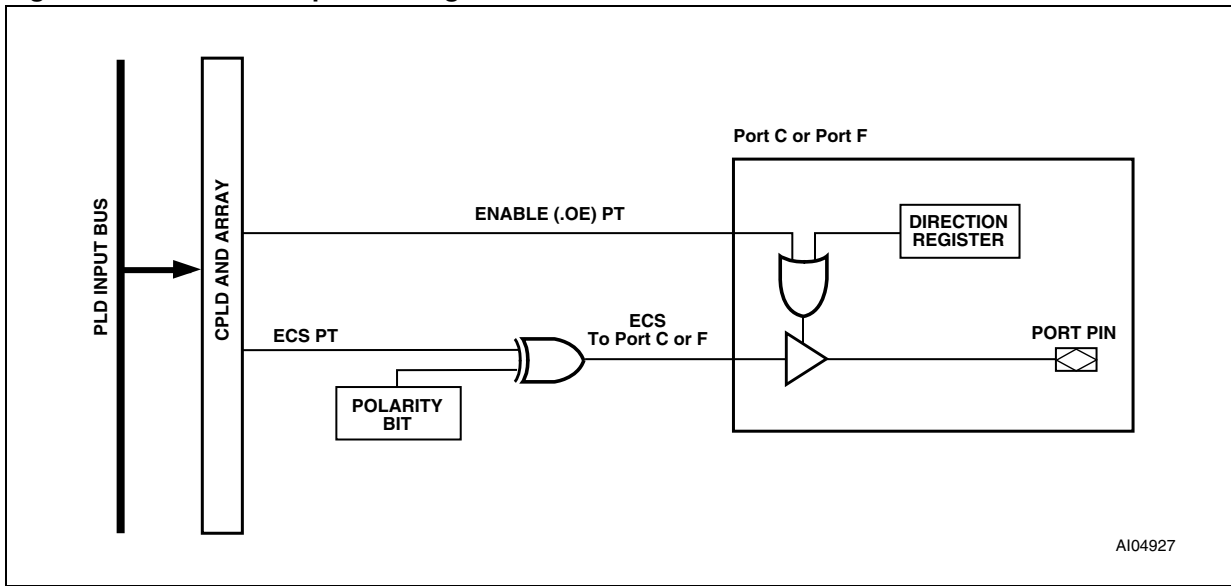 PLD INPUT BUS
CPLD AND ARRAY
ENABLE (.OE) PT
ECS PT
POLARITY
BIT
ECS
To Port C or F
Port C or Port F
DIRECTION
REGISTER
PORT PIN
AI04927